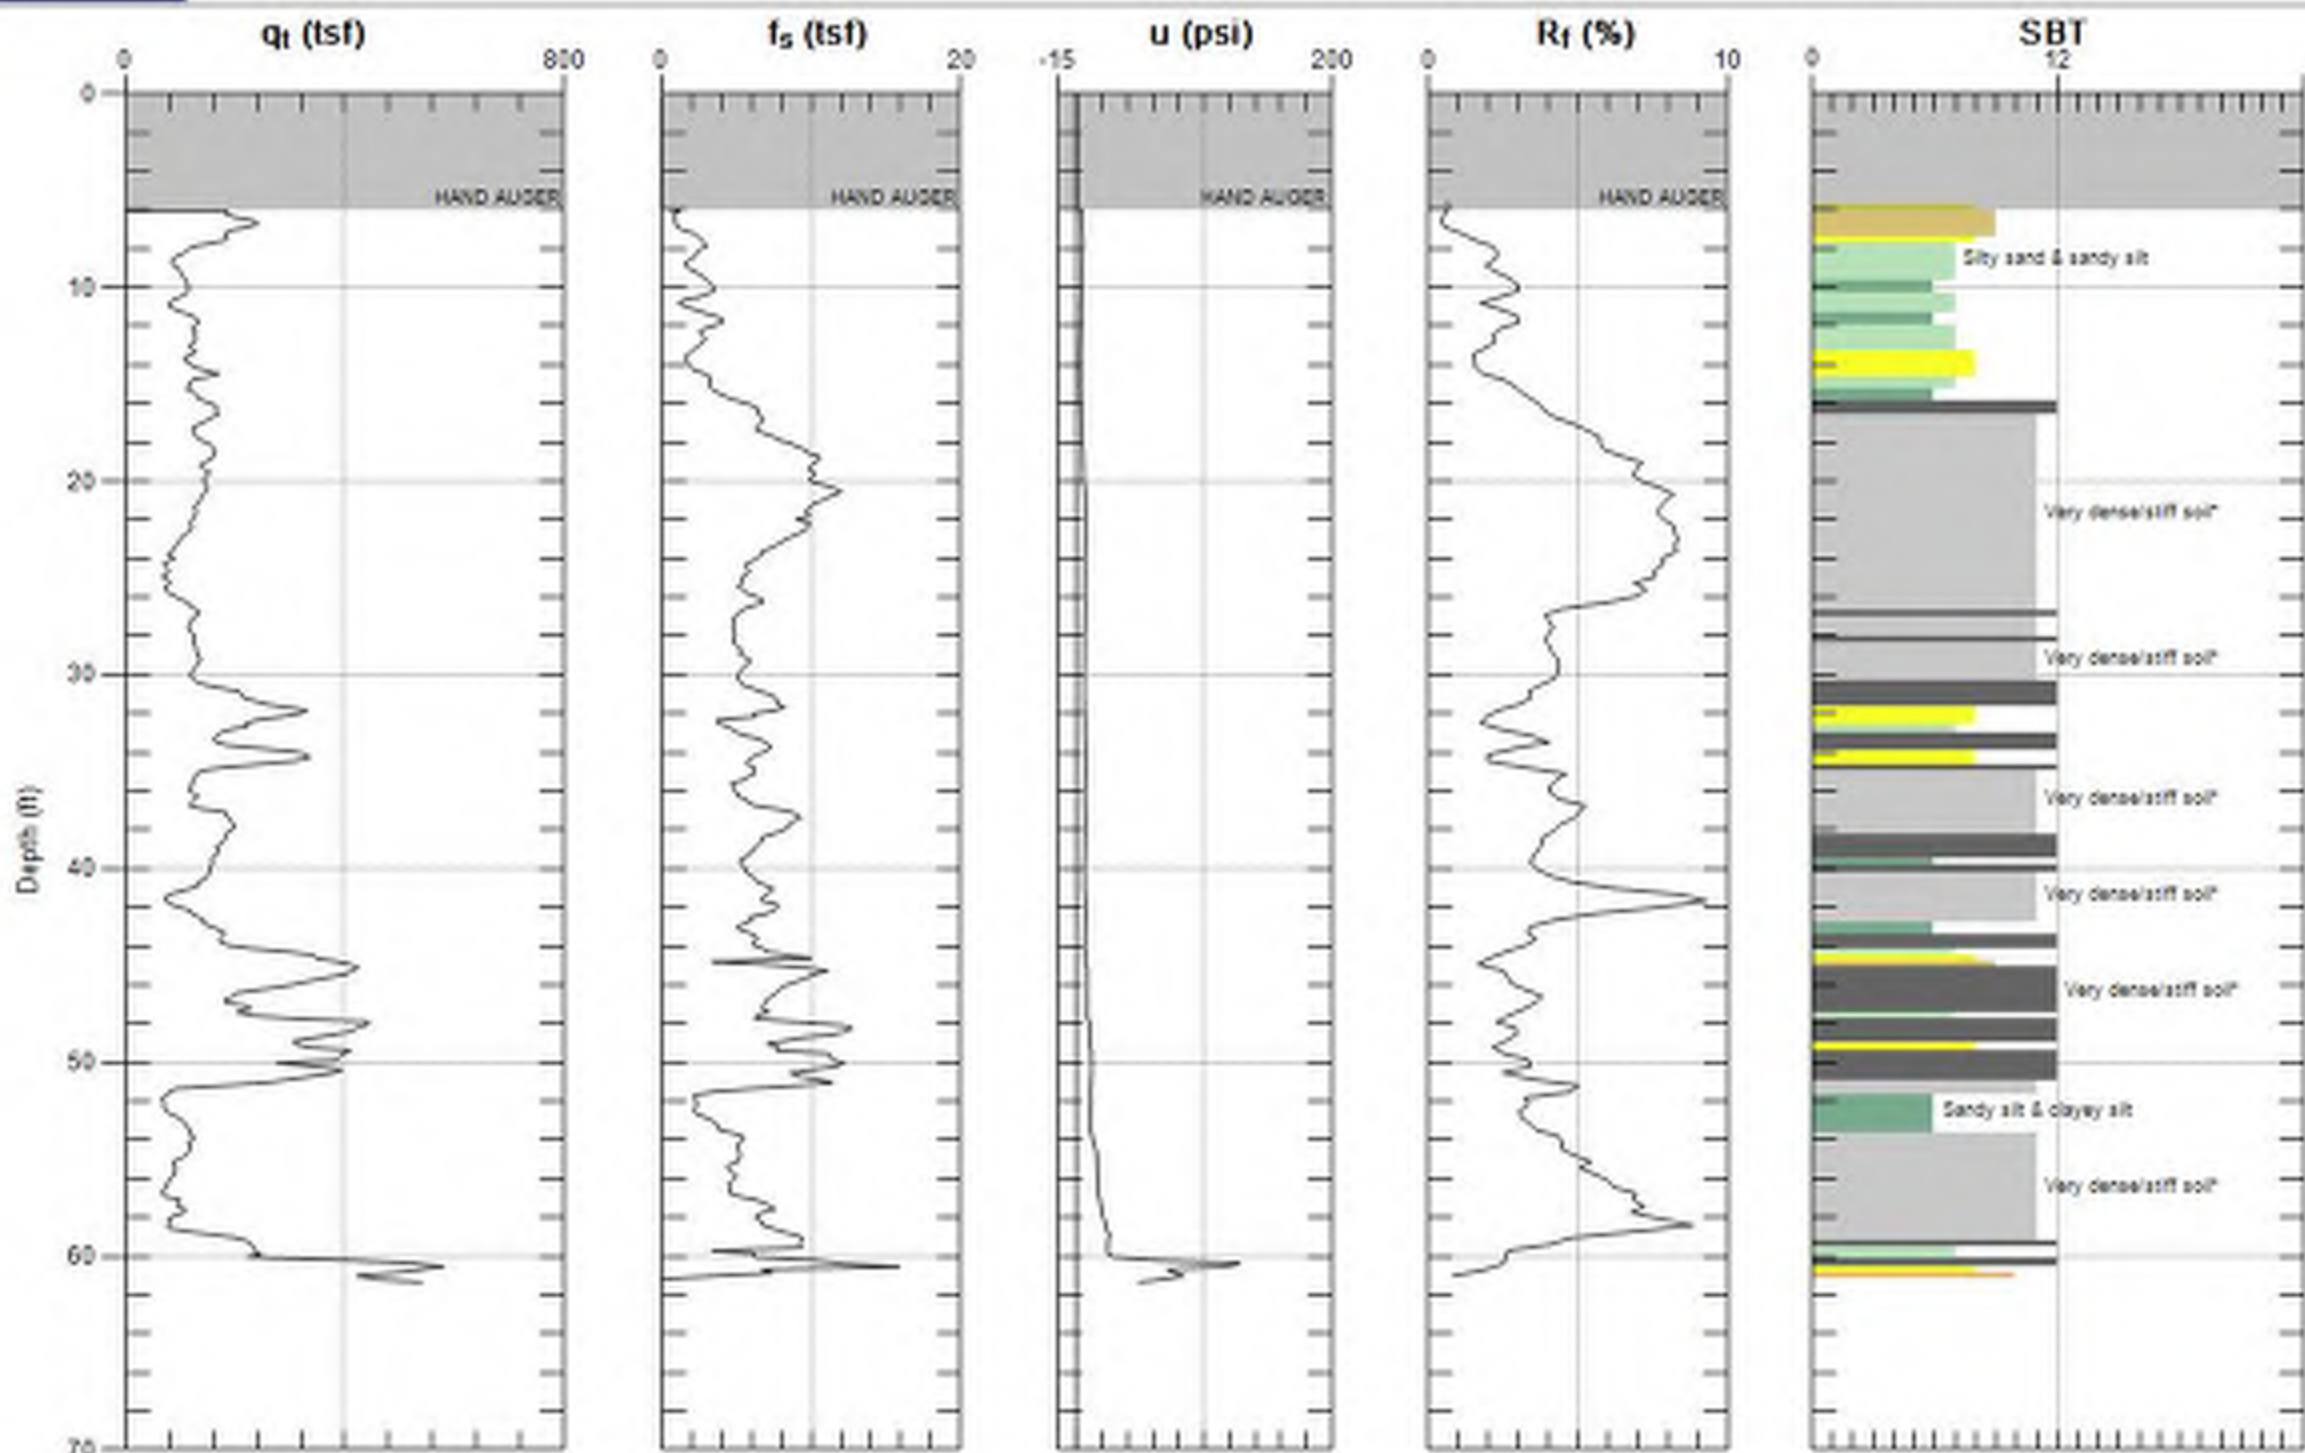 qt (tsf) fs (tsf) u (psi) Rf (%) SBT
0 800 0 20 -15 200 0 10 0 12
0
HAND AUGER HAND AUGER HAND AUGER HAND AUGER
Silty sand & sandy silt
10
20
Very dense/stiff soil*
Very dense/stiff soil*
30
Very dense/stiff soil*
Depth (ft)
40
Very dense/stiff soil*
Very dense/stiff soil*
50
Sandy silt & clayey silt
Very dense/stiff soil*
60
70